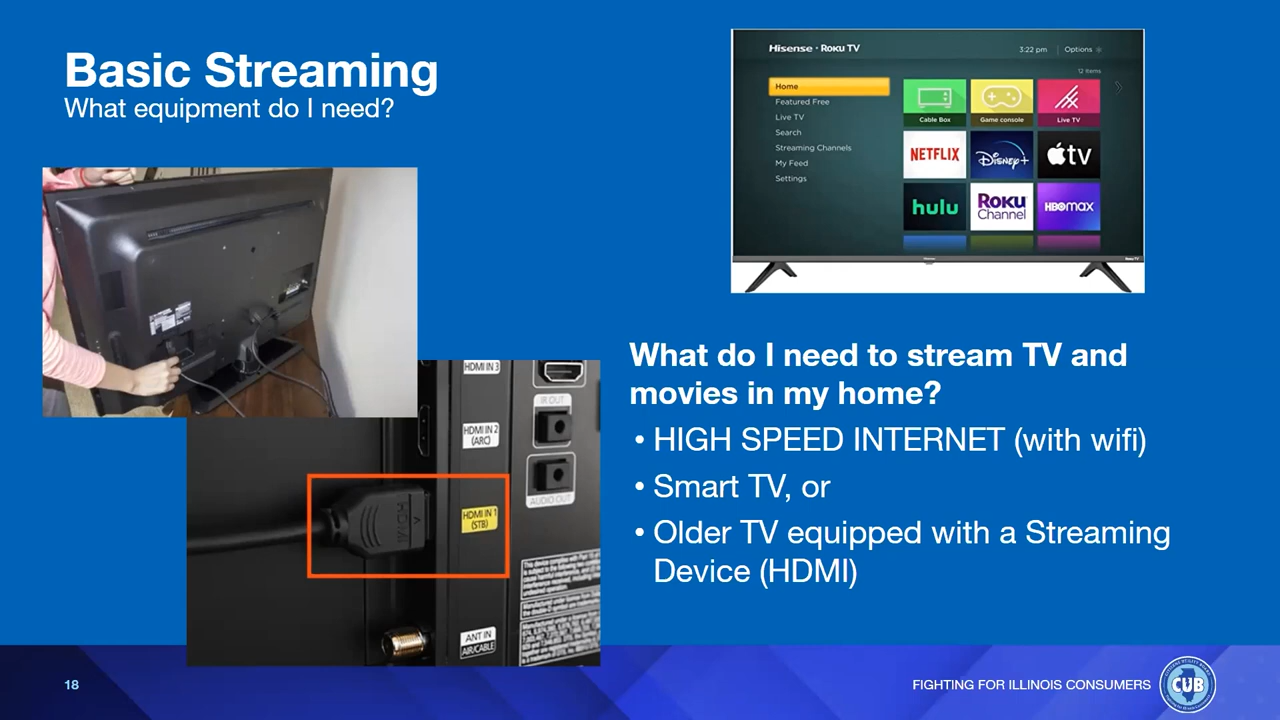 Basic Streaming
What equipment do I need?
Hisense • Roku TV
3:22 pm
Options
12 items
Home
Featured Free
Live TV
Search
Streaming Channels
My Feed
Settings
Cable Box
Game console
Live TV
NETFLIX
Disney+
tv
hulu
Roku
Channel
HBOmax
HDMI IN 3
IR OUT
HDMI IN 2
(ARC)
AUDIO OUT
HDMI
HDMI IN 1
(STB)
ANT IN
AIR/CABLE
What do I need to stream TV and
movies in my home?
• HIGH SPEED INTERNET (with wifi)
• Smart TV, or
• Older TV equipped with a Streaming
Device (HDMI)
18
FIGHTING FOR ILLINOIS CONSUMERS
CUB